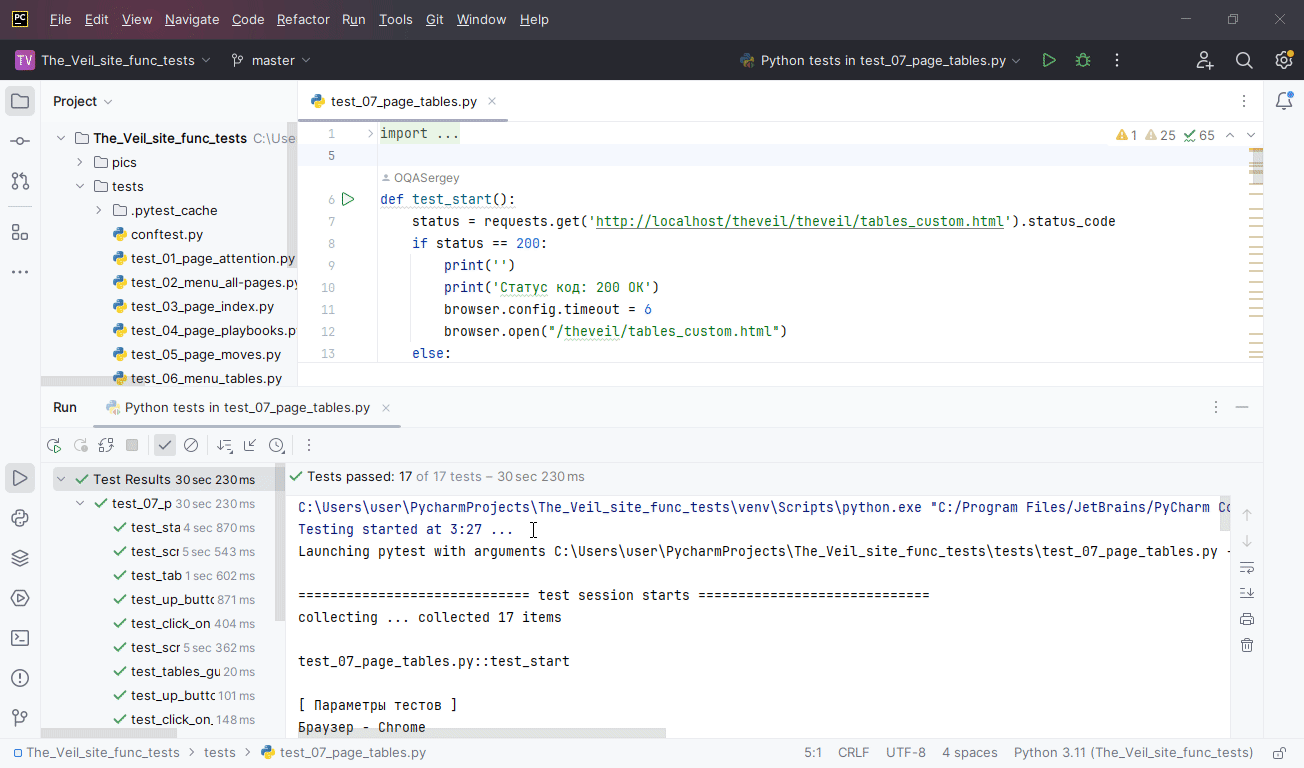 PC File Edit View Navigate Code Refactor Run Tools Git Window Help
TV The_Veil_site_func_tests master Python tests in test_07_page_tables.py
Project
The_Veil_site_func_tests C:\Use
pics
tests
.pytest_cache
conftest.py
test_01_page_attention.py
test_02_menu_all-pages.py
test_03_page_index.py
test_04_page_playbooks.p
test_05_page_moves.py
test_06_menu_tables.py
test_07_page_tables.py
1 import ...
1 25 65
5
OQASergey
6 def test_start():
7 status = requests.get('http://localhost/theveil/theveil/tables_custom.html').status_code
8 if status == 200:
9 print('')
10 print('Статус код: 200 OK')
11 browser.config.timeout = 6
12 browser.open("/theveil/tables_custom.html")
13 else:
Run Python tests in test_07_page_tables.py
Test Results 30 sec 230 ms
test_07_p 30 sec 230 ms
test_sta 4 sec 870 ms
test_scr 5 sec 543 ms
test_tab 1 sec 602 ms
test_up_butto 871 ms
test_click_on 404 ms
test_scr 5 sec 362 ms
test_tables_gu 20 ms
test_up_butto 101 ms
test_click_on_ 148 ms
Tests passed: 17 of 17 tests – 30 sec 230 ms
C:\Users\user\PycharmProjects\The_Veil_site_func_tests\venv\Scripts\python.exe "C:/Program Files/JetBrains/PyCharm Co
Testing started at 3:27 ...
Launching pytest with arguments C:\Users\user\PycharmProjects\The_Veil_site_func_tests\tests\test_07_page_tables.py -
============================= test session starts =============================
collecting ... collected 17 items
test_07_page_tables.py::test_start
[ Параметры тестов ]
Браузер - Chrome
The_Veil_site_func_tests > tests > test_07_page_tables.py 5:1 CRLF UTF-8 4 spaces Python 3.11 (The_Veil_site_func_tests)